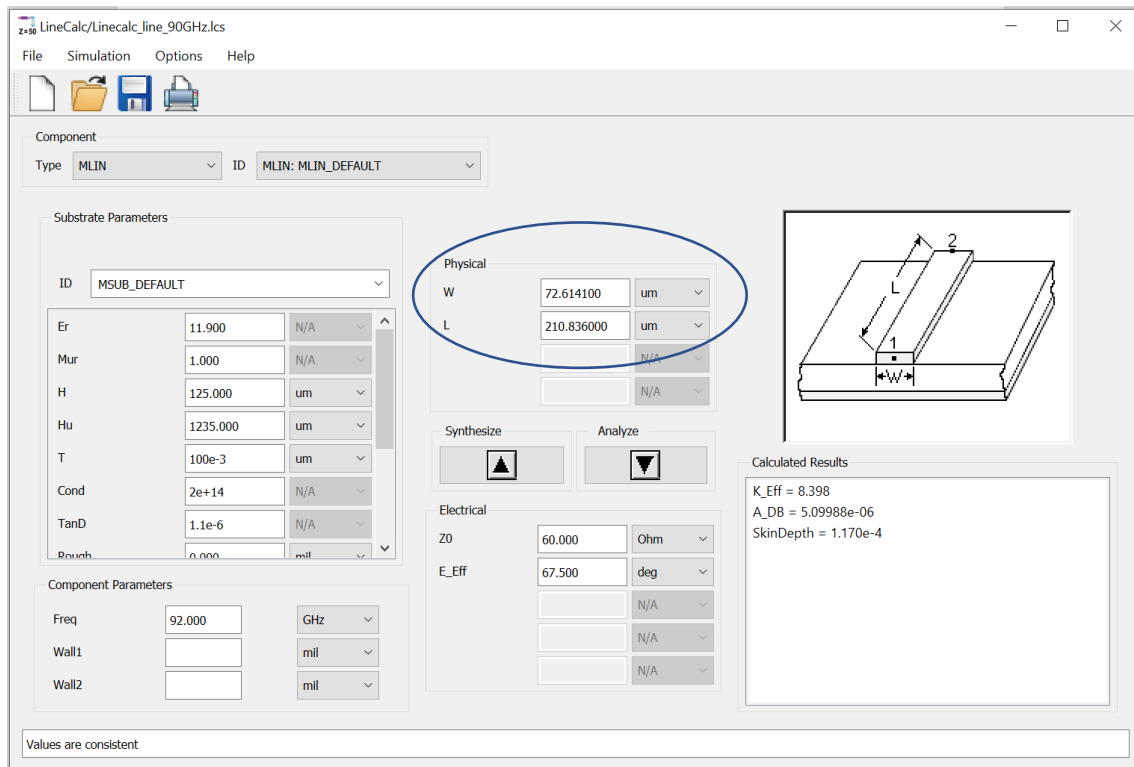 Z=50 LineCalc/Linecalc_line_90GHz.lcs
File Simulation Options Help
Component
Type MLIN ID MLIN: MLIN_DEFAULT
Substrate Parameters
ID MSUB_DEFAULT
Er 11.900 N/A
Mur 1.000 N/A
H 125.000 um
Hu 1235.000 um
T 100e-3 um
Cond 2e+14 N/A
TanD 1.1e-6 N/A
Rough 0.000 mil
Component Parameters
Freq 92.000 GHz
Wall1 mil
Wall2 mil
Physical
W 72.614100 um
L 210.836000 um
N/A
N/A
Synthesize Analyze
Electrical
Z0 60.000 Ohm
E_Eff 67.500 deg
N/A
N/A
N/A
2
L
1
W
Calculated Results
K_Eff = 8.398
A_DB = 5.09988e-06
SkinDepth = 1.170e-4
Values are consistent